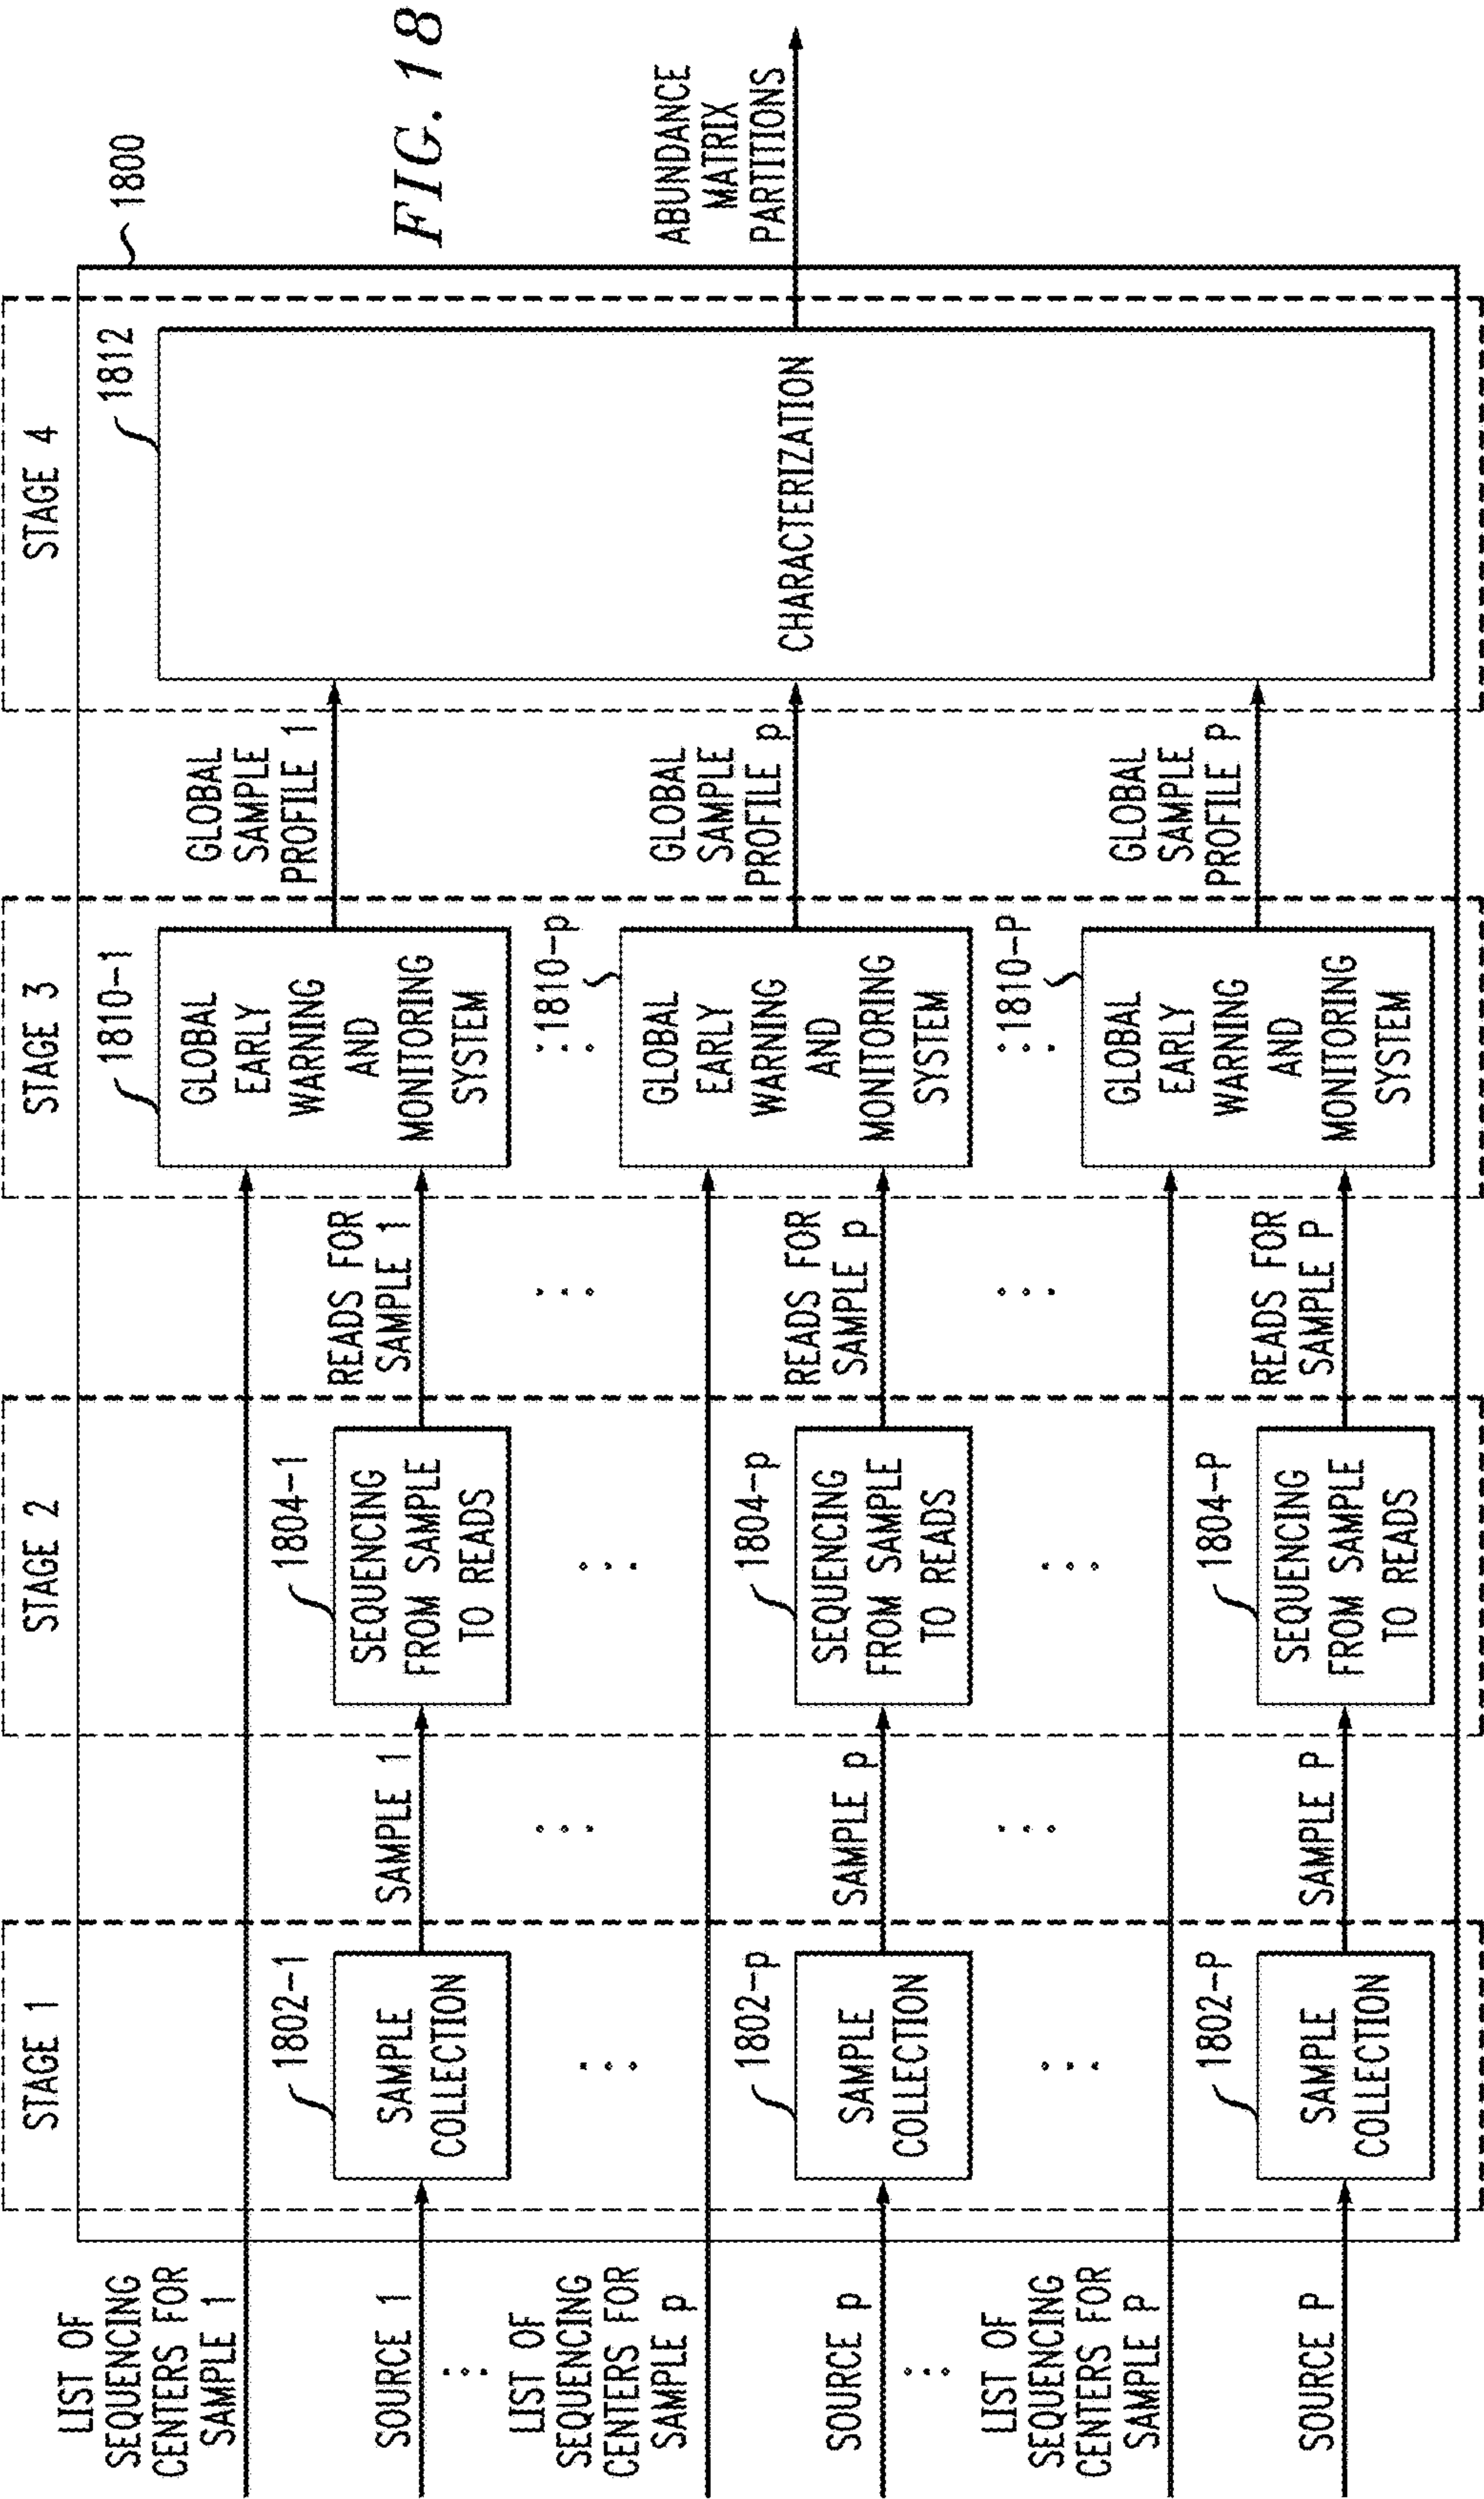 FIG. 18
1800
STAGE 1
STAGE 2
STAGE 3
STAGE 4
LIST OF
SEQUENCING
CENTERS FOR
SAMPLE 1
SOURCE 1
1802-1
SAMPLE
COLLECTION
SAMPLE 1
1804-1
SEQUENCING
FROM SAMPLE
TO READS
READS FOR
SAMPLE 1
1810-1
GLOBAL
EARLY
WARNING
AND
MONITORING
SYSTEM
GLOBAL
SAMPLE
PROFILE 1
LIST OF
SEQUENCING
CENTERS FOR
SAMPLE p
SOURCE p
1802-p
SAMPLE
COLLECTION
SAMPLE p
1804-p
SEQUENCING
FROM SAMPLE
TO READS
READS FOR
SAMPLE p
1810-p
GLOBAL
EARLY
WARNING
AND
MONITORING
SYSTEM
GLOBAL
SAMPLE
PROFILE p
LIST OF
SEQUENCING
CENTERS FOR
SAMPLE P
SOURCE P
1802-P
SAMPLE
COLLECTION
SAMPLE P
1804-P
SEQUENCING
FROM SAMPLE
TO READS
READS FOR
SAMPLE P
1810-P
GLOBAL
EARLY
WARNING
AND
MONITORING
SYSTEM
GLOBAL
SAMPLE
PROFILE P
1812
CHARACTERIZATION
ABUNDANCE
MATRIX
PARTITIONS